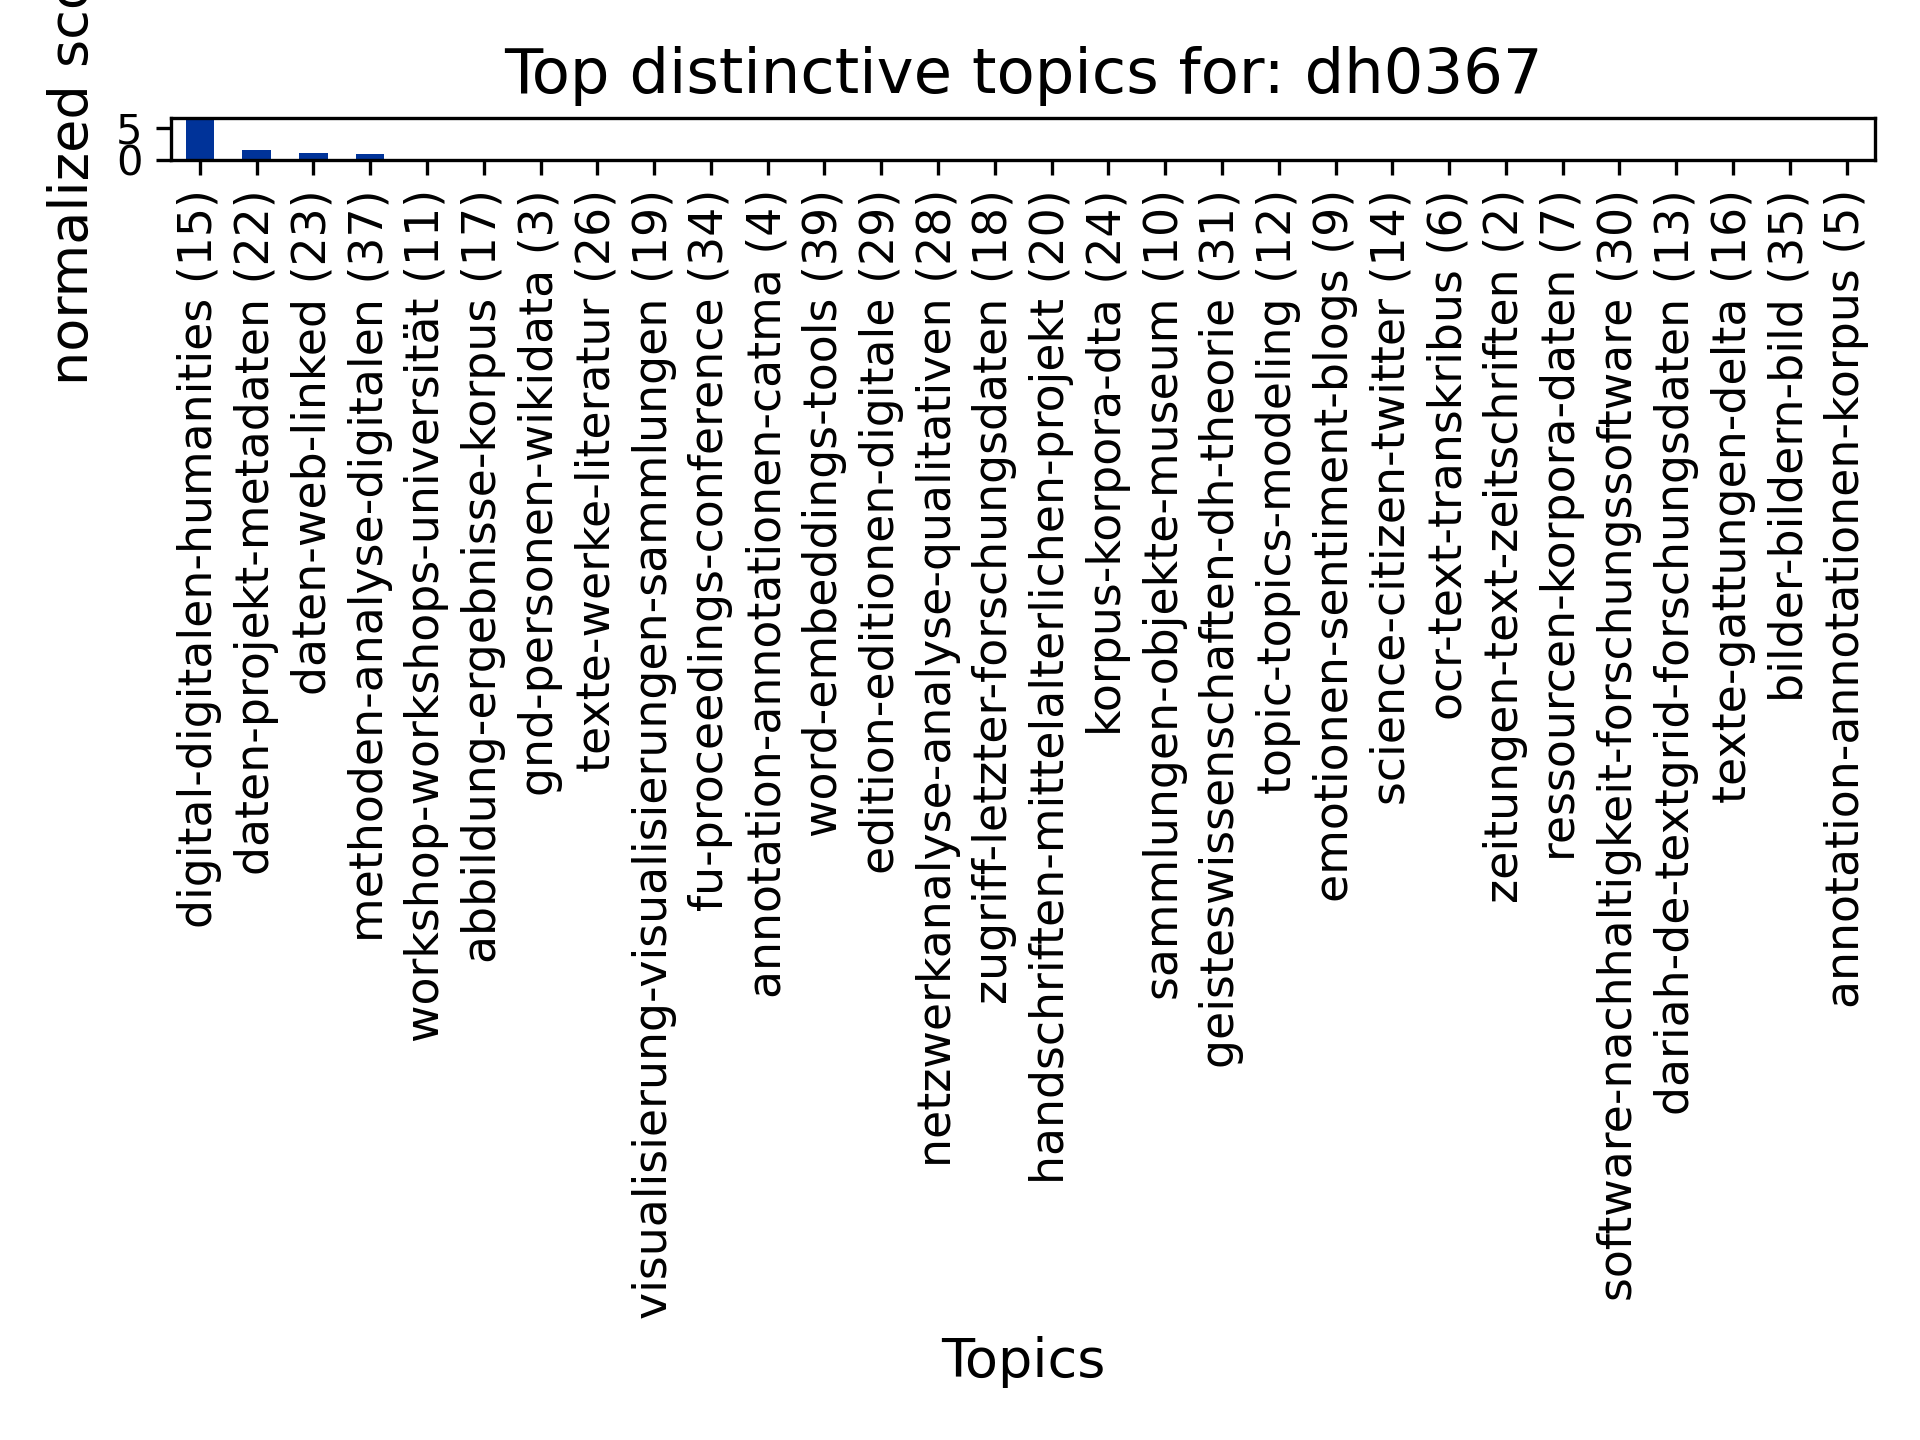 Top distinctive topics for: dh0367
normalized
5
0
digital-digitalen-humanities (15)
daten-projekt-metadaten (22)
daten-web-linked (23)
methoden-analyse-digitalen (37)
workshop-workshops-universität (11)
abbildung-ergebnisse-korpus (17)
gnd-personen-wikidata (3)
texte-werke-literatur (26)
visualisierung-visualisierungen-sammlungen (19)
fu-proceedings-conference (34)
annotation-annotationen-catma (4)
word-embeddings-tools (39)
edition-editionen-digitale (29)
netzwerkanalyse-analyse-qualitativen (28)
zugriff-letzter-forschungsdaten (18)
handschriften-mittelalterlichen-projekt (20)
korpus-korpora-dta (24)
sammlungen-objekte-museum (10)
geisteswissenschaften-dh-theorie (31)
topic-topics-modeling (12)
emotionen-sentiment-blogs (9)
science-citizen-twitter (14)
ocr-text-transkribus (6)
zeitungen-text-zeitschriften (2)
ressourcen-korpora-daten (7)
software-nachhaltigkeit-forschungssoftware (30)
dariah-de-textgrid-forschungsdaten (13)
texte-gattungen-delta (16)
bilder-bildern-bild (35)
annotation-annotationen-korpus (5)
Topics